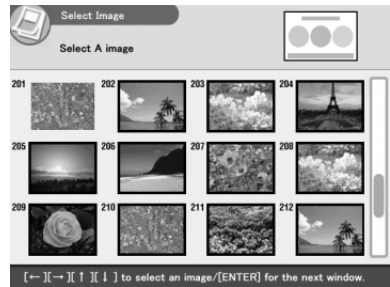 Select Image
Select A image
201 202 203 204
205 206 207 208
209 210 211 212
[←][→][↑][↓] to select an image/[ENTER] for the next window.